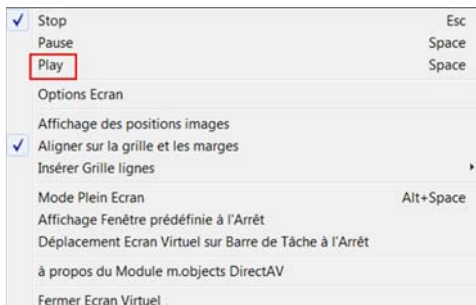 Stop Esc
Pause Space
Play Space
Options Ecran
Affichage des positions images
Aligner sur la grille et les marges
Insérer Grille lignes
Mode Plein Ecran Alt+Space
Affichage Fenêtre prédéfinie à l'Arrêt
Déplacement Ecran Virtuel sur Barre de Tâche à l'Arrêt
à propos du Module m.objects DirectAV
Fermer Ecran Virtuel